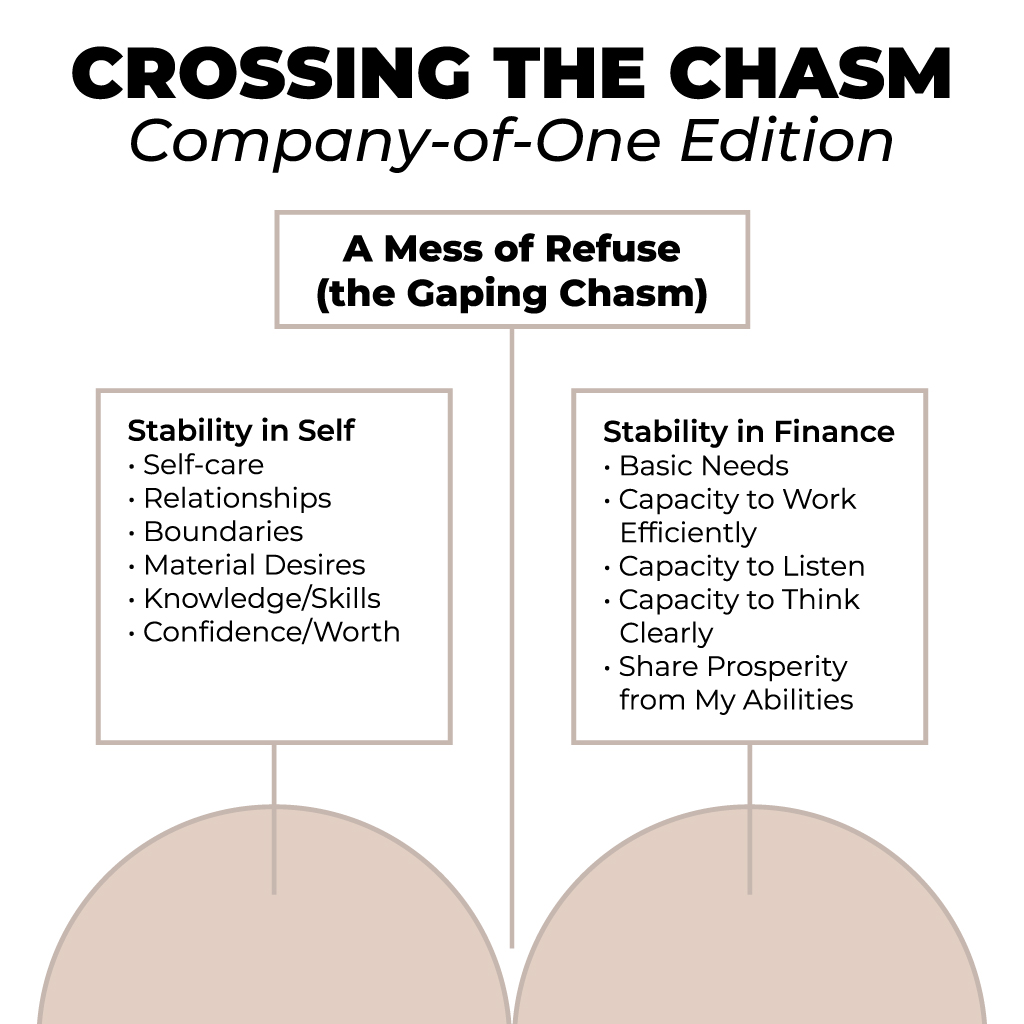 CROSSING THE CHASM
Company-of-One Edition
A Mess of Refuse
(the Gaping Chasm)
Stability in Self
· Self-care
· Relationships
· Boundaries
· Material Desires
· Knowledge/Skills
· Confidence/Worth
Stability in Finance
· Basic Needs
· Capacity to Work
Efficiently
· Capacity to Listen
· Capacity to Think
Clearly
· Share Prosperity
from My Abilities